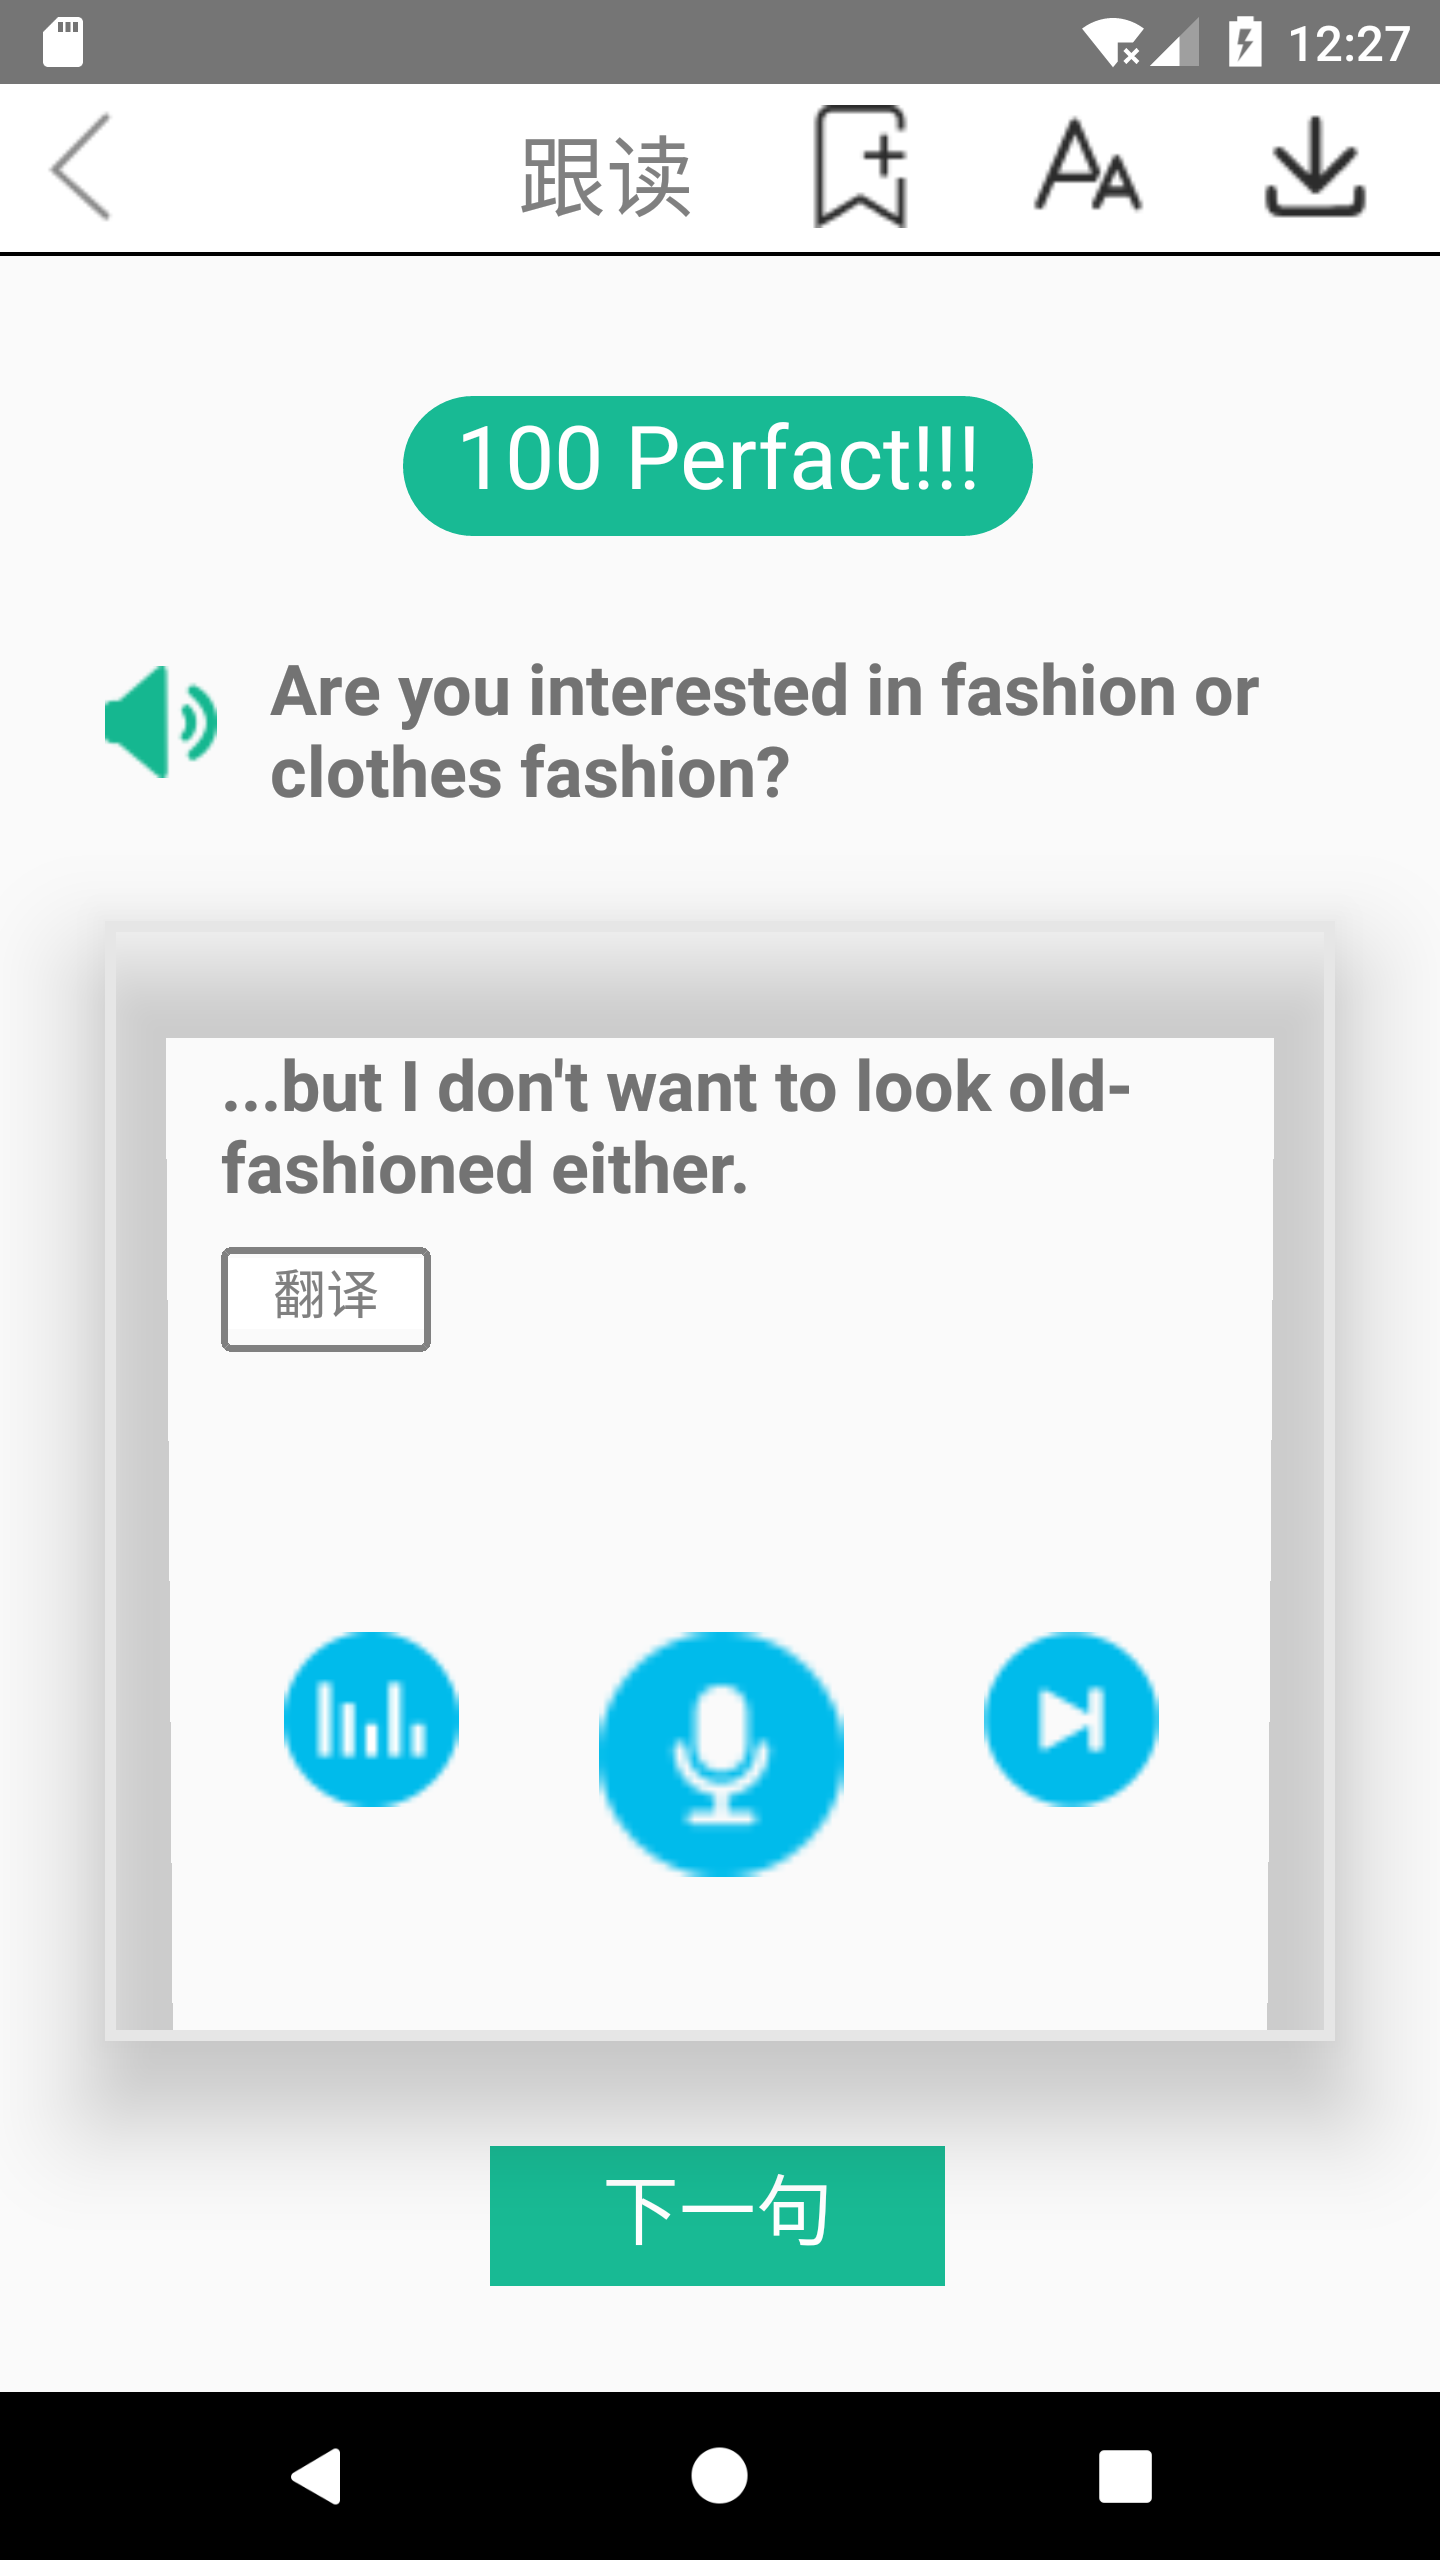 12:27
跟读
100 Perfact!!!
Are you interested in fashion or
clothes fashion?
...but I don't want to look old-
fashioned either.
翻译
下一句